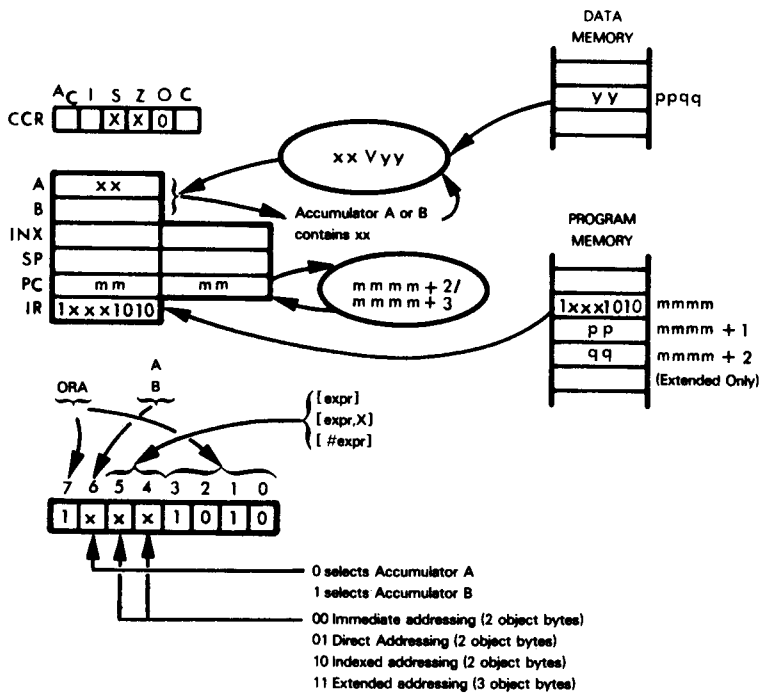 DATA
MEMORY
yy ppqq
AC I S Z O C
CCR X X 0
xx V yy
A xx
B
INX
SP
PC mm mm
IR 1xxx1010
Accumulator A or B
contains xx
mmmm + 2/
mmmm + 3
PROGRAM
MEMORY
1xxx1010 mmmm
pp mmmm + 1
qq mmmm + 2
(Extended Only)
ORA
A
B
[expr]
[expr,X]
[ #expr]
7 6 5 4 3 2 1 0
1 x x x 1 0 1 0
0 selects Accumulator A
1 selects Accumulator B
00 Immediate addressing (2 object bytes)
01 Direct Addressing (2 object bytes)
10 Indexed addressing (2 object bytes)
11 Extended addressing (3 object bytes)